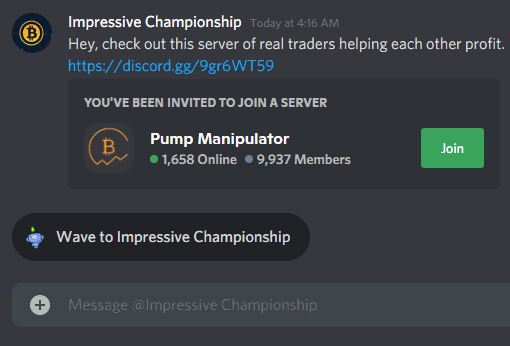 Impressive Championship Today at 4:16 AM
Hey, check out this server of real traders helping each other profit.
https://discord.gg/9gr6WT59
YOU'VE BEEN INVITED TO JOIN A SERVER
Pump Manipulator
1,658 Online 9,937 Members
Join
Wave to Impressive Championship
Message @Impressive Championship